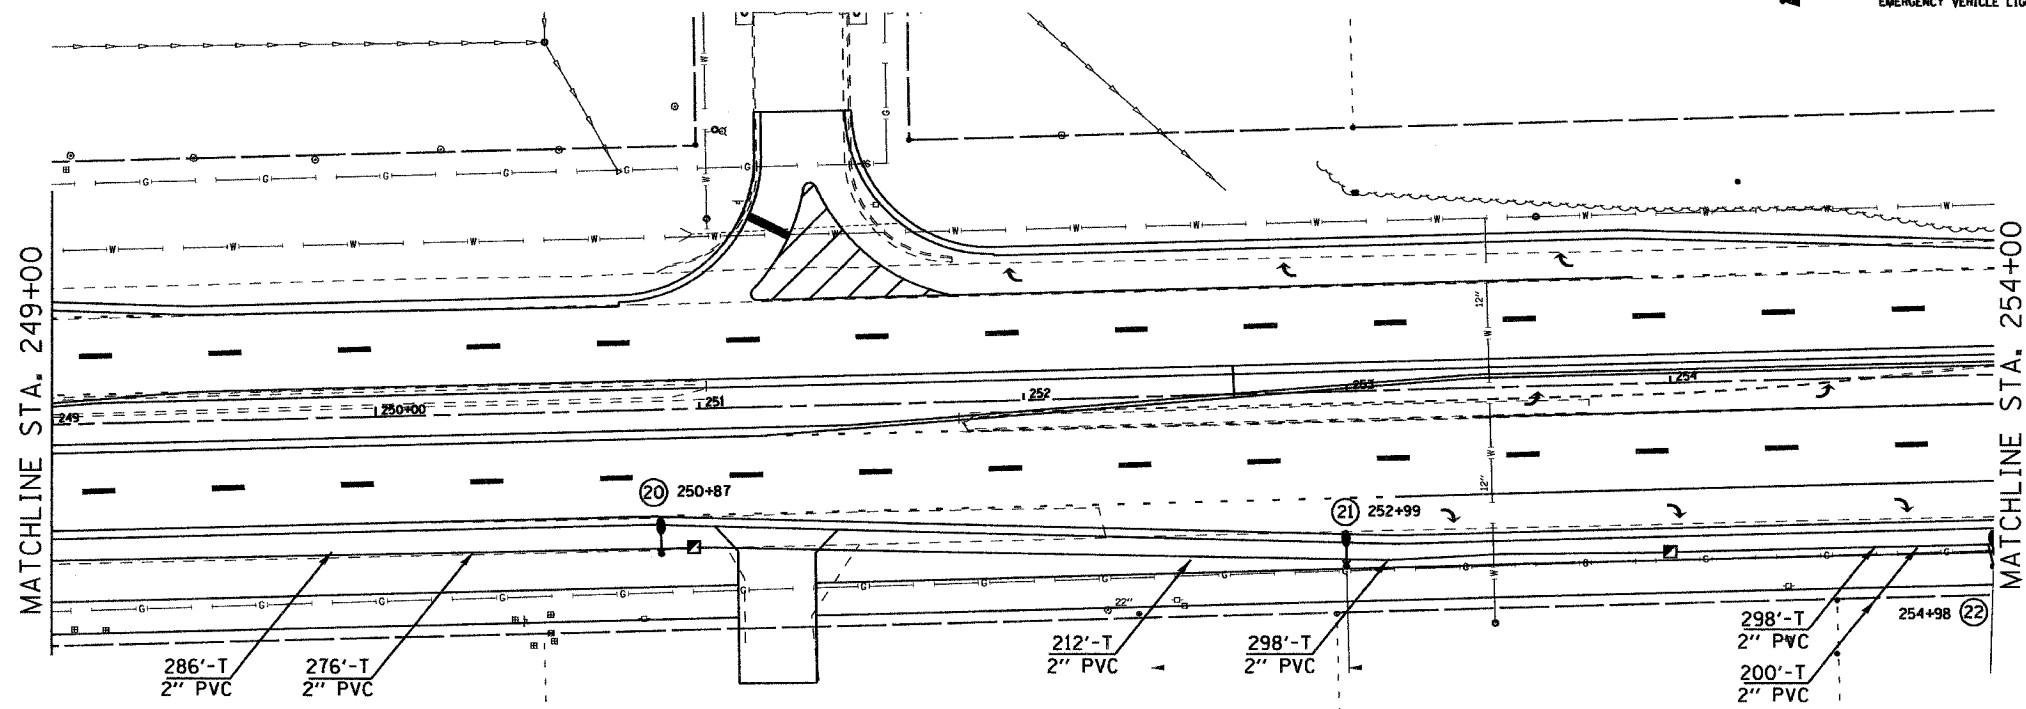 EMERGENCY VEHICLE LIG
MATCHLINE STA. 249+00
MATCHLINE STA. 254+00
12"
249
250+00
251
252
253
254
12"
20 250+87
21 252+99
22"
286'-T
2" PVC
276'-T
2" PVC
212'-T
2" PVC
298'-T
2" PVC
298'-T
2" PVC
200'-T
2" PVC
254+98 22